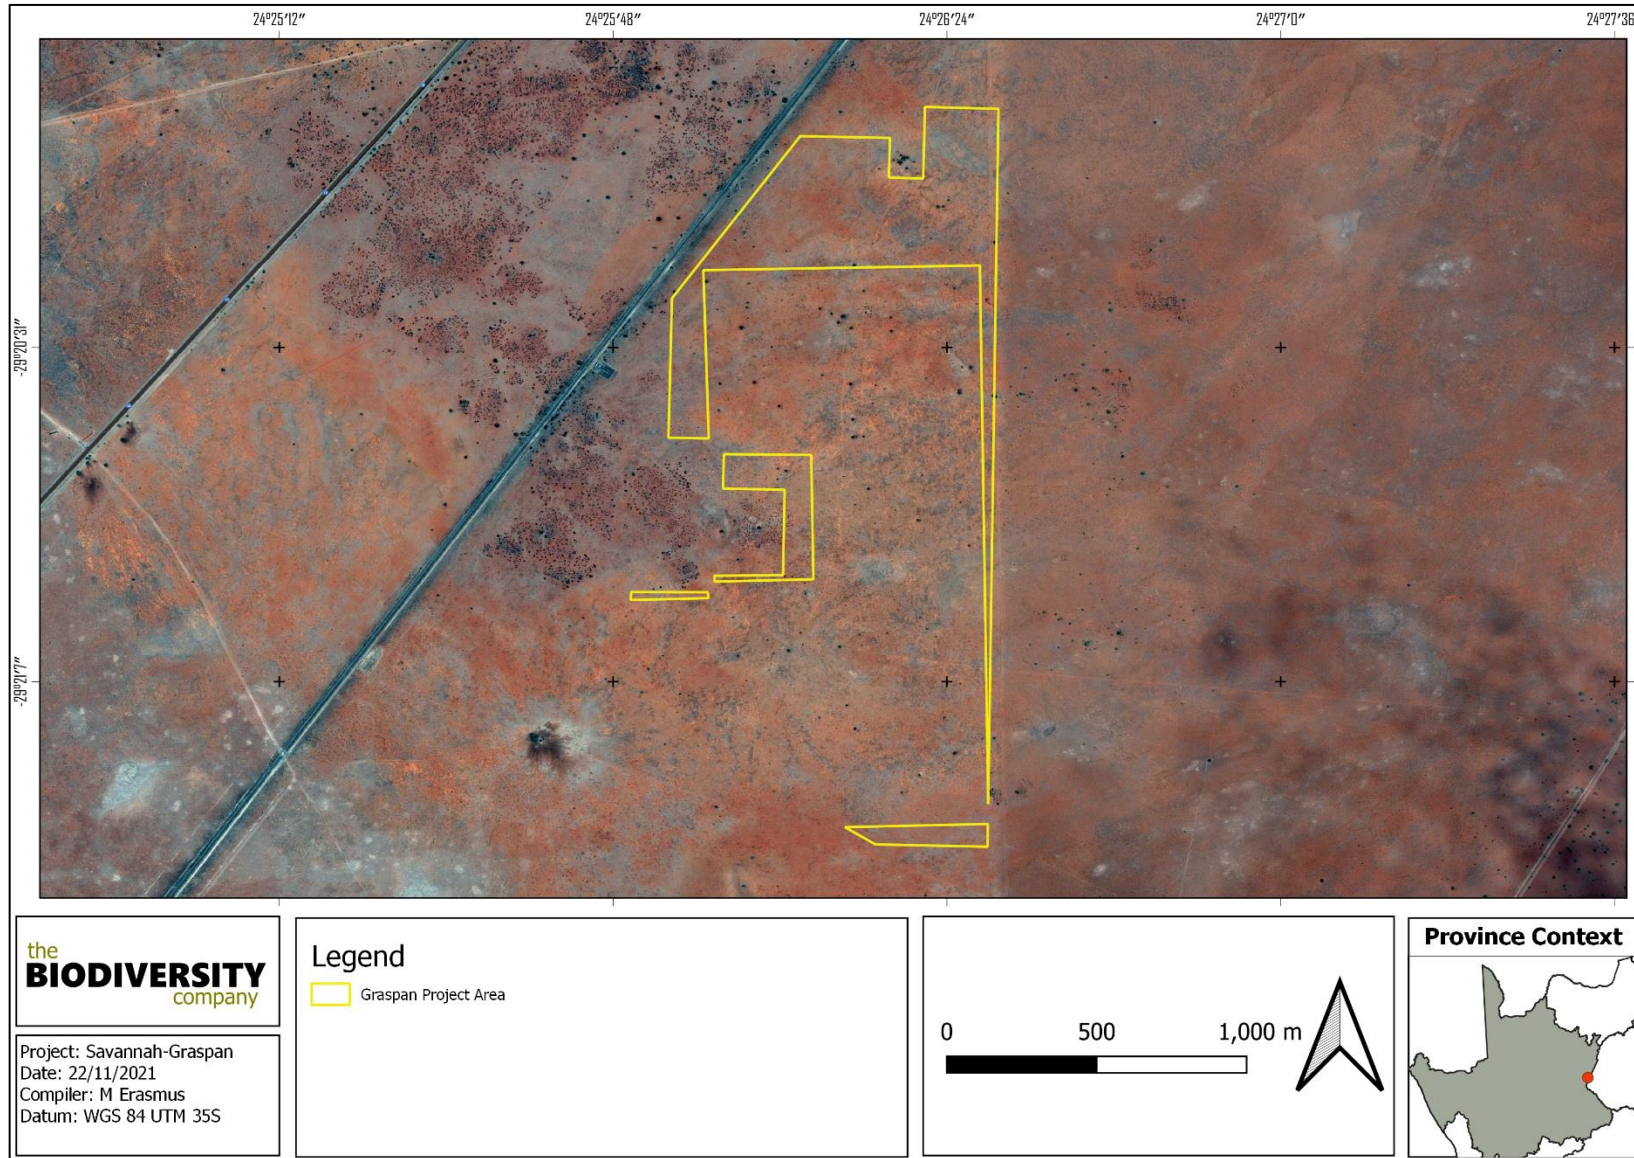 24°25′12″ 24°25′48″ 24°26′24″ 24°27′0″ 24°27′36
-29°20′31″
-29°21′7″
the
BIODIVERSITY
company
Project: Savannah-Graspan
Date: 22/11/2021
Compiler: M Erasmus
Datum: WGS 84 UTM 35S
Legend
Graspan Project Area
0 500 1,000 m
Province Context